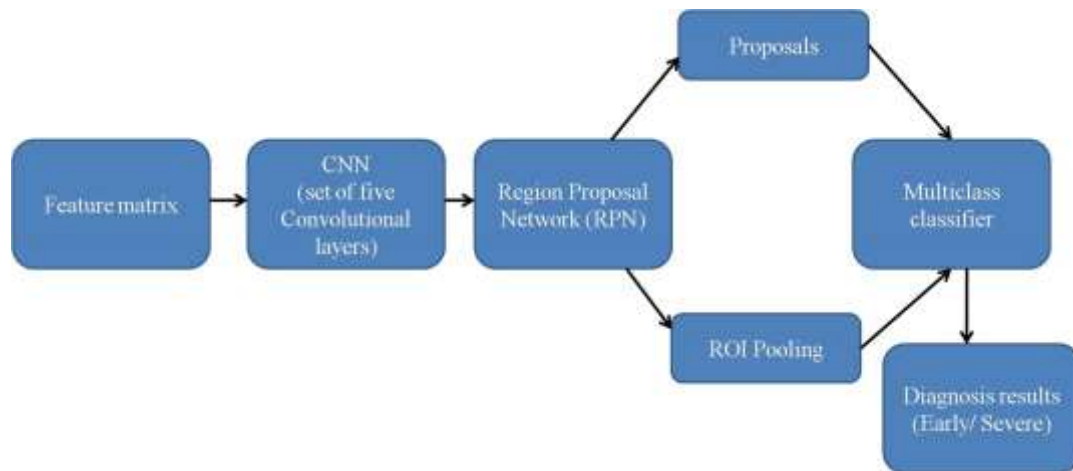 Proposals
Feature matrix
CNN
(set of five
Convolutional
layers)
Region Proposal
Network (RPN)
Multiclass
classifier
ROI Pooling
Diagnosis results
(Early/ Severe)